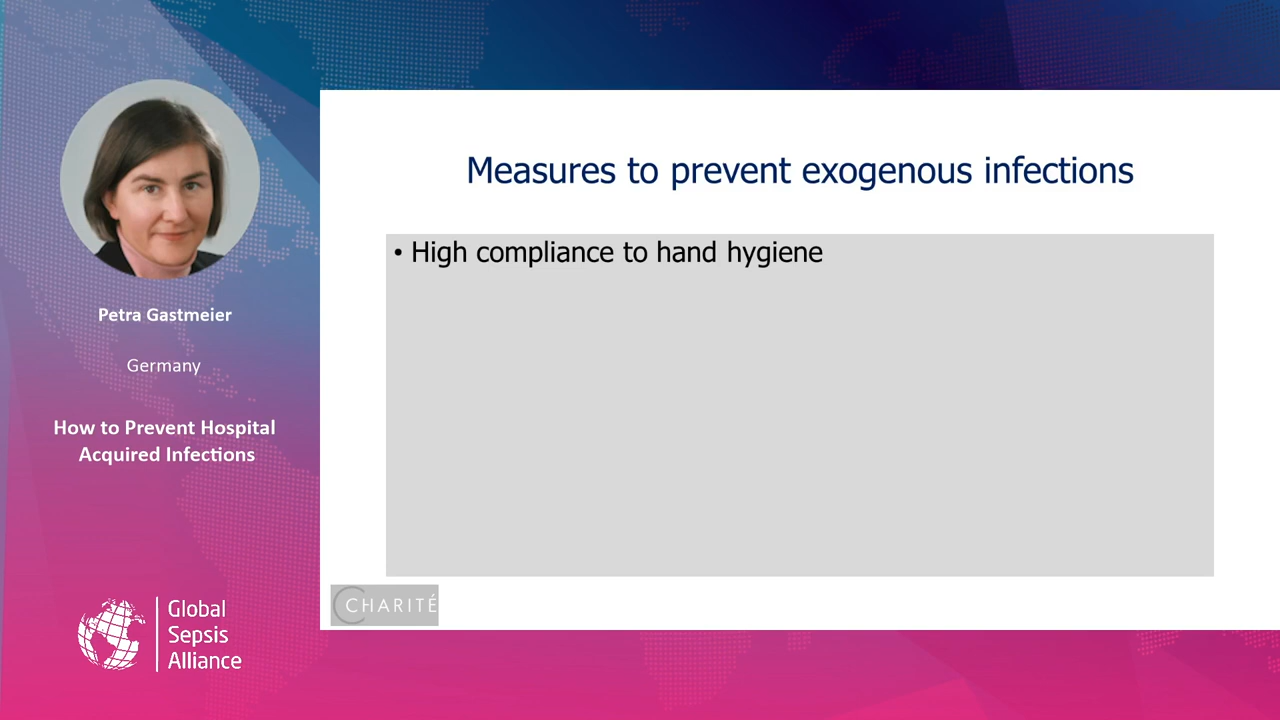 Petra Gastmeier
Germany
How to Prevent Hospital
Acquired Infections
Global
Sepsis
Alliance
Measures to prevent exogenous infections
• High compliance to hand hygiene
CHARITÉ